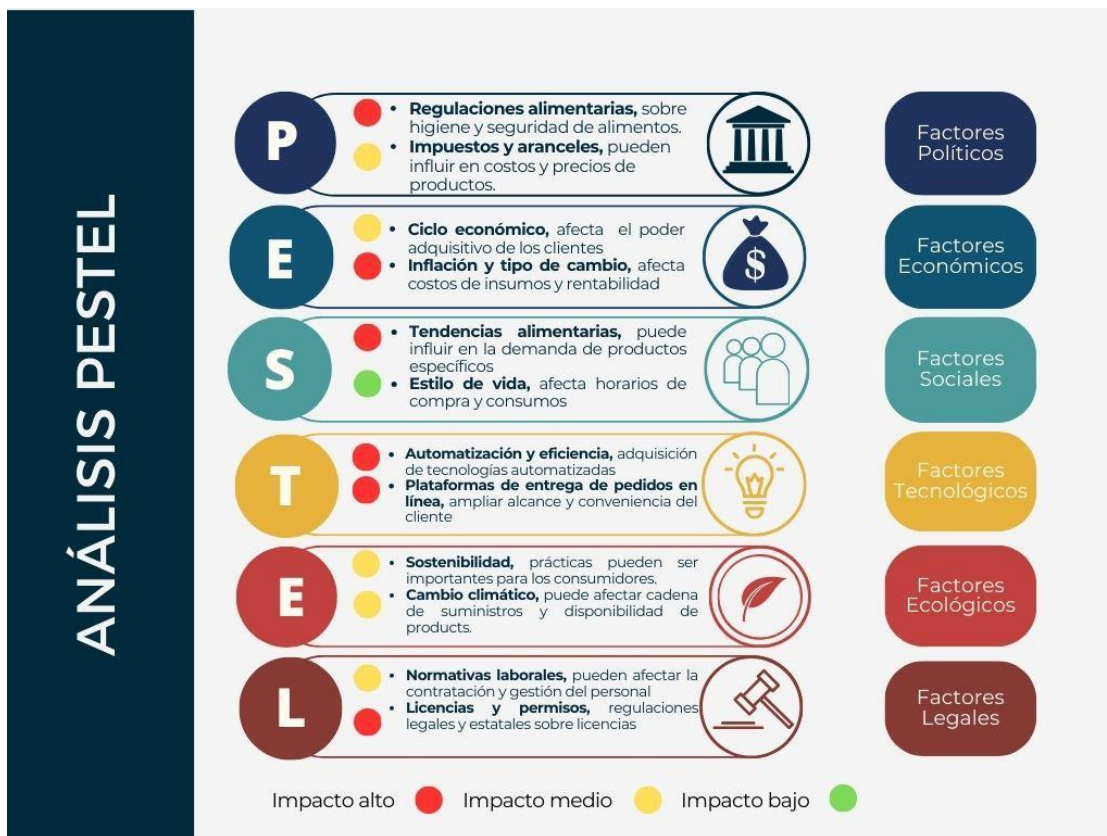 ANÁLISIS PESTEL
P
• Regulaciones alimentarias, sobre
higiene y seguridad de alimentos.
• Impuestos y aranceles, pueden
influir en costos y precios de
productos.
Factores
Políticos
E
• Ciclo económico, afecta el poder
adquisitivo de los clientes
• Inflación y tipo de cambio, afecta
costos de insumos y rentabilidad
$
Factores
Económicos
S
• Tendencias alimentarias, puede
influir en la demanda de productos
específicos
• Estilo de vida, afecta horarios de
compra y consumos
Factores
Sociales
T
• Automatización y eficiencia, adquisición
de tecnologías automatizadas
• Plataformas de entrega de pedidos en
línea, ampliar alcance y conveniencia del
cliente
Factores
Tecnológicos
E
• Sostenibilidad, prácticas pueden ser
importantes para los consumidores.
• Cambio climático, puede afectar cadena
de suministros y disponibilidad de
products.
Factores
Ecológicos
L
• Normativas laborales, pueden afectar la
contratación y gestión del personal
• Licencias y permisos, regulaciones
legales y estatales sobre licencias
Factores
Legales
Impacto alto Impacto medio Impacto bajo